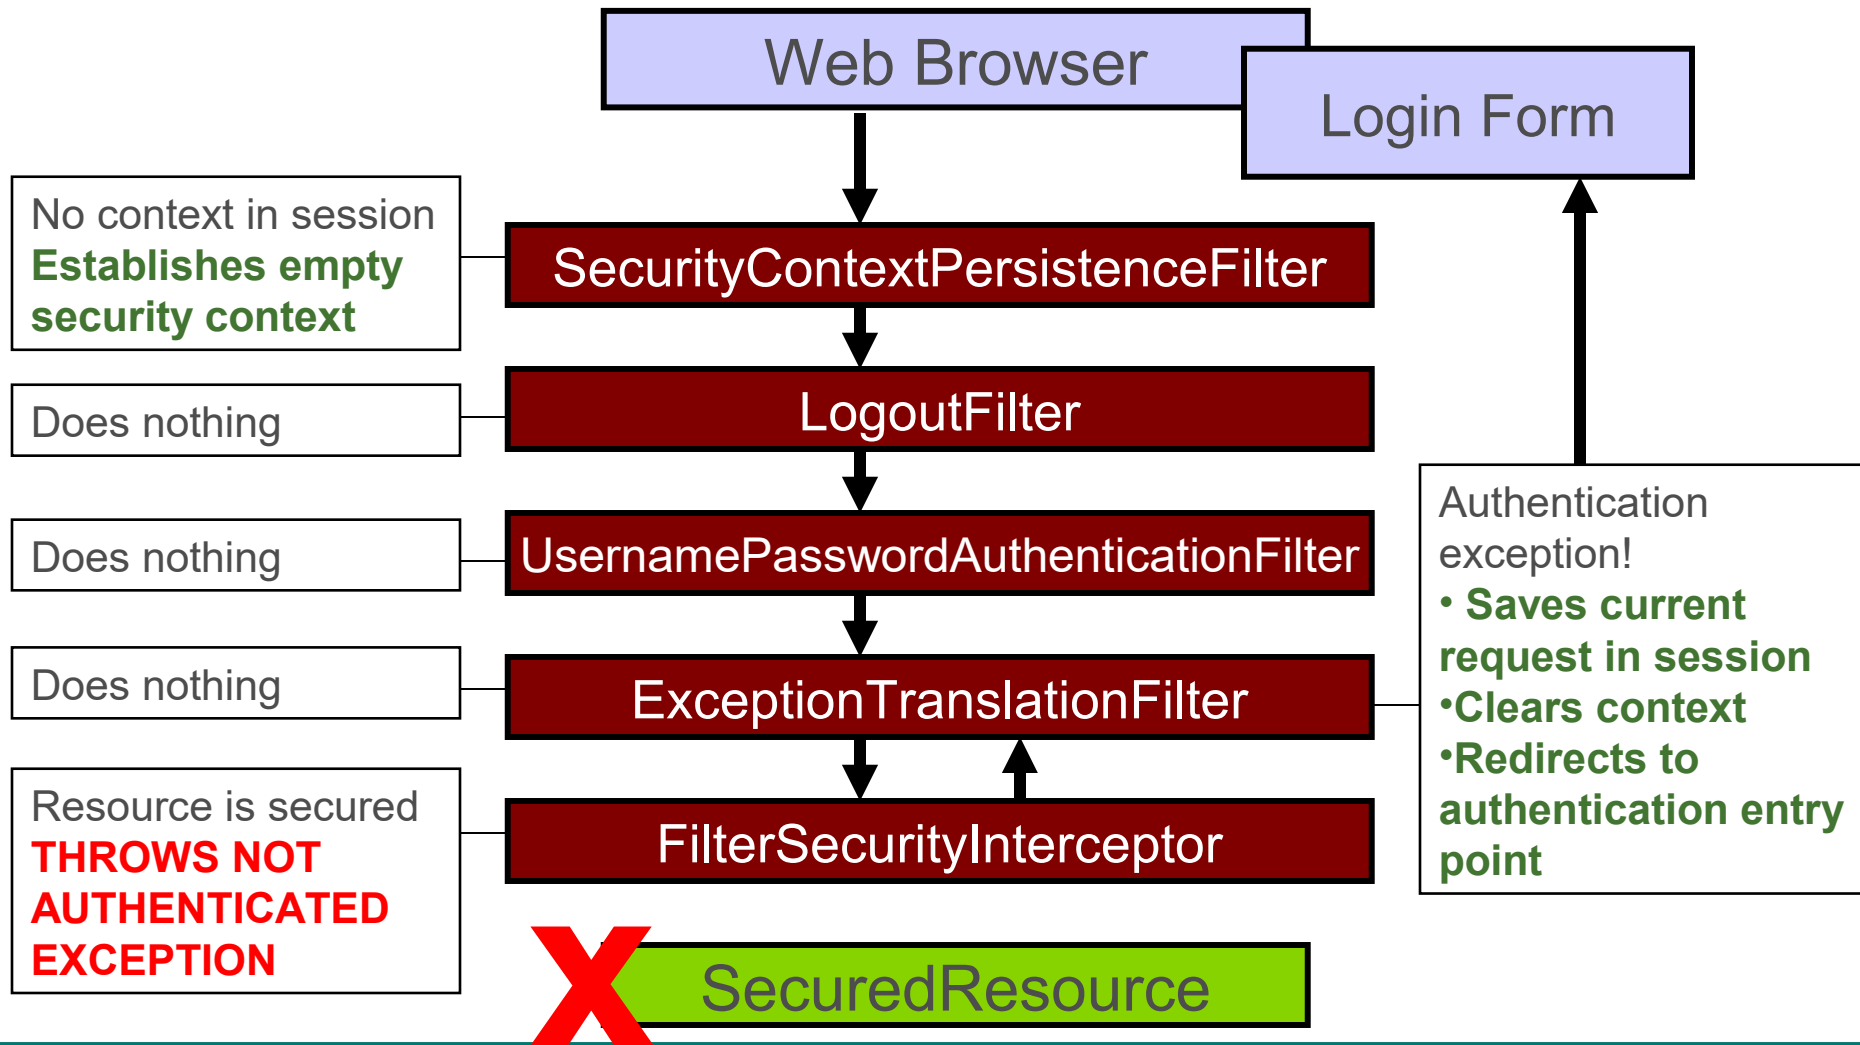 Web Browser
Login Form
No context in session
Establishes empty
security context
SecurityContextPersistenceFilter
Does nothing
LogoutFilter
Does nothing
UsernamePasswordAuthenticationFilter
Does nothing
ExceptionTranslationFilter
Authentication
exception!
• Saves current
request in session
•Clears context
•Redirects to
authentication entry
point
Resource is secured
THROWS NOT
AUTHENTICATED
EXCEPTION
FilterSecurityInterceptor
X
SecuredResource